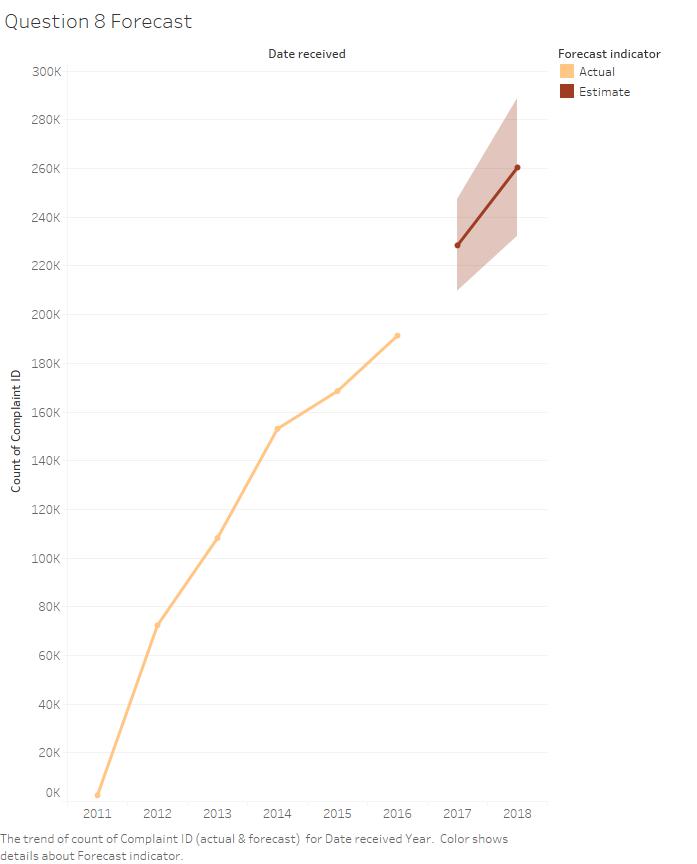 Question 8 Forecast
Date received
Forecast indicator
Actual
Estimate
300K
280K
260K
240K
220K
200K
180K
160K
140K
120K
100K
80K
60K
40K
20K
0K
Count of Complaint ID
2011 2012 2013 2014 2015 2016 2017 2018
The trend of count of Complaint ID (actual & forecast) for Date received Year. Color shows
details about Forecast indicator.